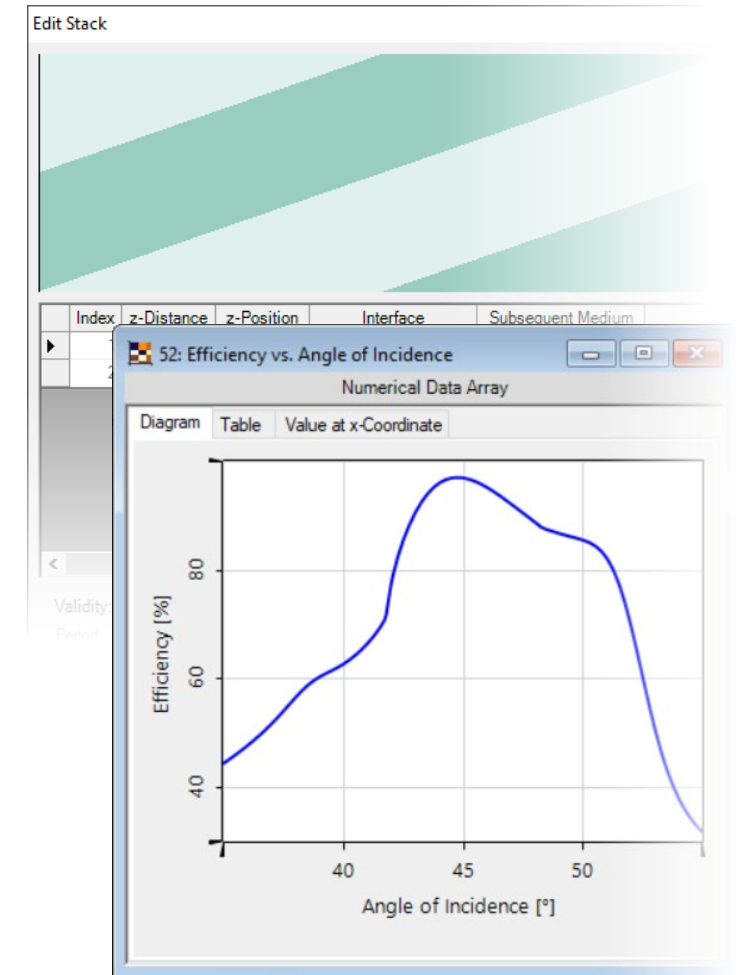 Edit Stack
Index z-Distance z-Position Interface Subsequent Medium
52: Efficiency vs. Angle of Incidence
Numerical Data Array
Diagram Table Value at x-Coordinate
Efficiency [%]
80
60
40
40 45 50
Angle of Incidence [°]
Validity:
Period